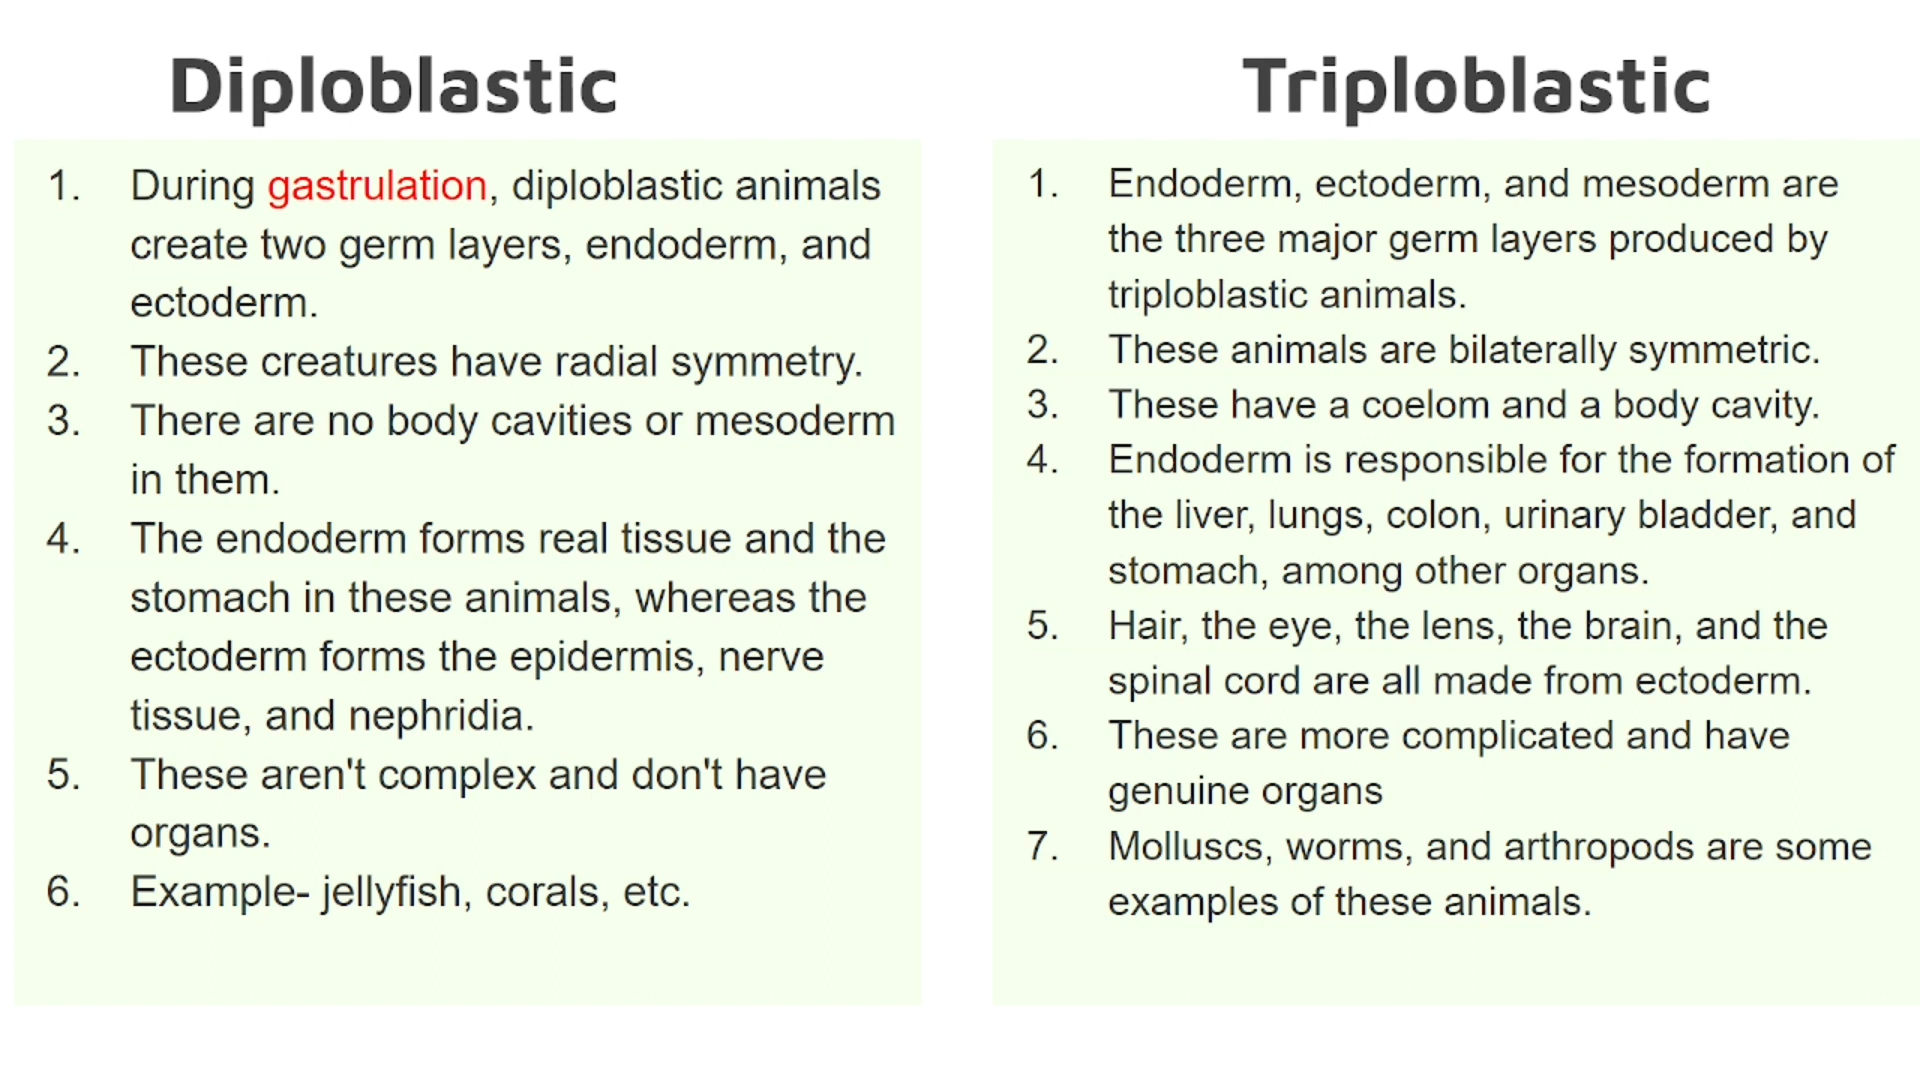 Diploblastic
1. During gastrulation, diploblastic animals
create two germ layers, endoderm, and
ectoderm.
2. These creatures have radial symmetry.
3. There are no body cavities or mesoderm
in them.
4. The endoderm forms real tissue and the
stomach in these animals, whereas the
ectoderm forms the epidermis, nerve
tissue, and nephridia.
5. These aren't complex and don't have
organs.
6. Example- jellyfish, corals, etc.
Triploblastic
1. Endoderm, ectoderm, and mesoderm are
the three major germ layers produced by
triploblastic animals.
2. These animals are bilaterally symmetric.
3. These have a coelom and a body cavity.
4. Endoderm is responsible for the formation of
the liver, lungs, colon, urinary bladder, and
stomach, among other organs.
5. Hair, the eye, the lens, the brain, and the
spinal cord are all made from ectoderm.
6. These are more complicated and have
genuine organs
7. Molluscs, worms, and arthropods are some
examples of these animals.